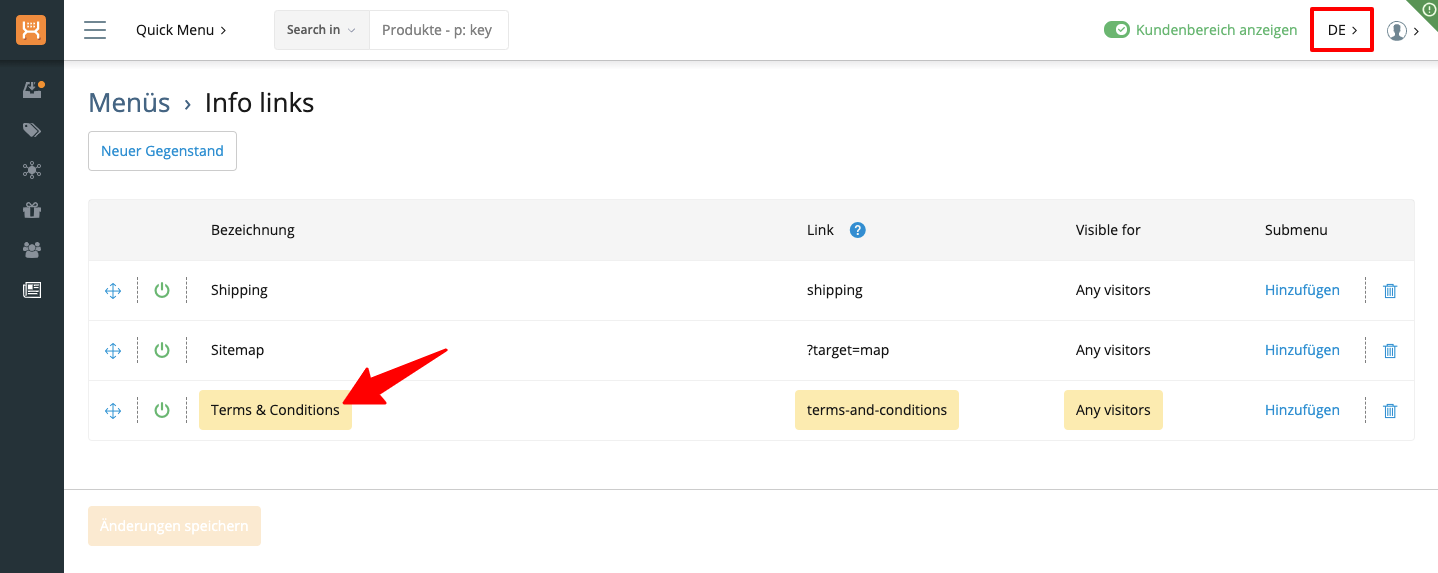 Quick Menu >
Search in
Produkte - p: key
Kundenbereich anzeigen
DE >
Menüs › Info links
Neuer Gegenstand
Bezeichnung Link ? Visible for Submenu
Shipping shipping Any visitors Hinzufügen
Sitemap ?target=map Any visitors Hinzufügen
Terms & Conditions terms-and-conditions Any visitors Hinzufügen
Änderungen speichern